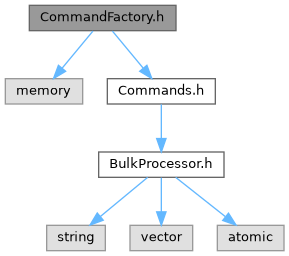 CommandFactory.h
memory
Commands.h
BulkProcessor.h
string
vector
atomic